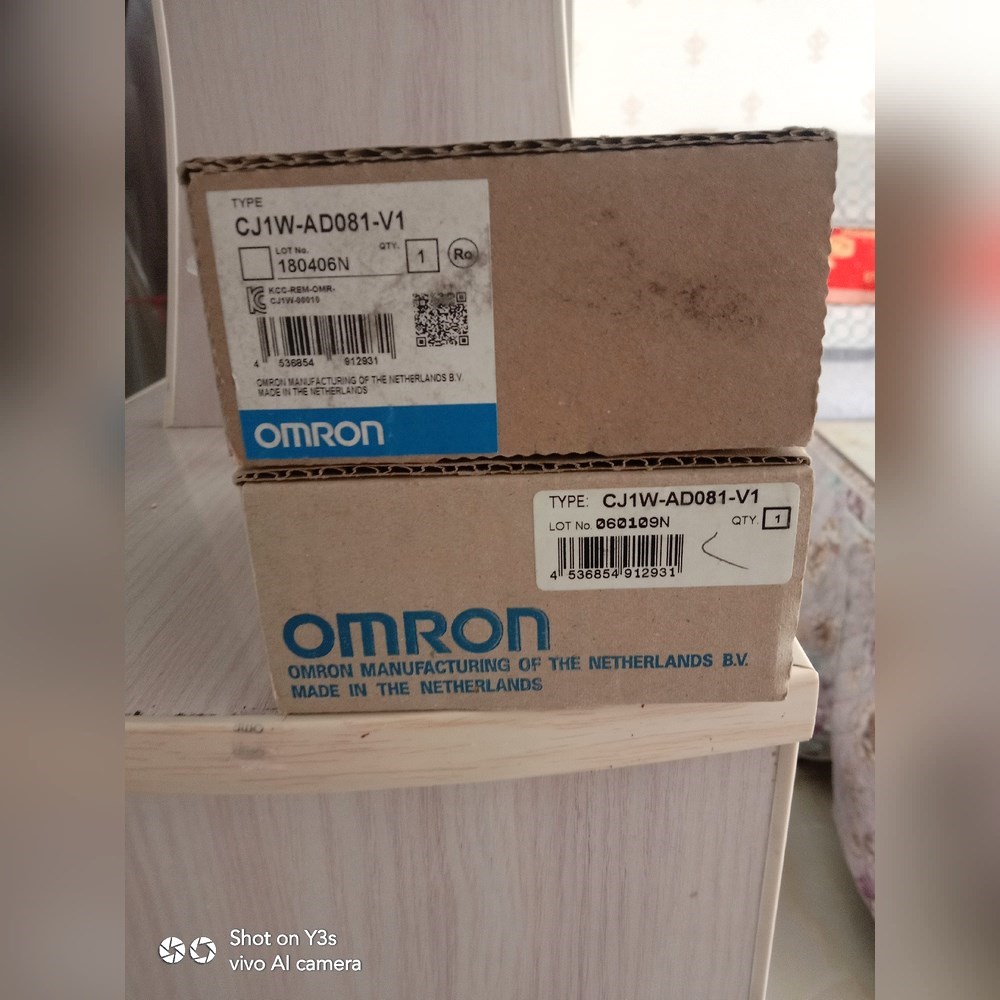 TYPE
CJ1W-AD081-V1
LOT No. QTY. 1 Ro
180406N
KCC-REM-OMR-
CJ1W-08010
4 536854 912931
OMRON MANUFACTURING OF THE NETHERLANDS B.V.
MADE IN THE NETHERLANDS
OMRON
TYPE: CJ1W-AD081-V1
LOT No. 060109N QTY. 1
4 536854 912931
OMRON
OMRON MANUFACTURING OF THE NETHERLANDS B.V.
MADE IN THE NETHERLANDS
Shot on Y3s
vivo AI camera